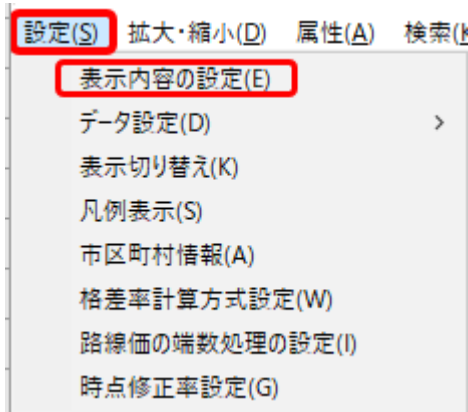 設定(S) 拡大・縮小(D) 属性(A) 検索(
表示内容の設定(E)
データ設定(D) >
表示切り替え(K)
凡例表示(S)
市区町村情報(A)
格差率計算方式設定(W)
路線価の端数処理の設定(I)
時点修正率設定(G)